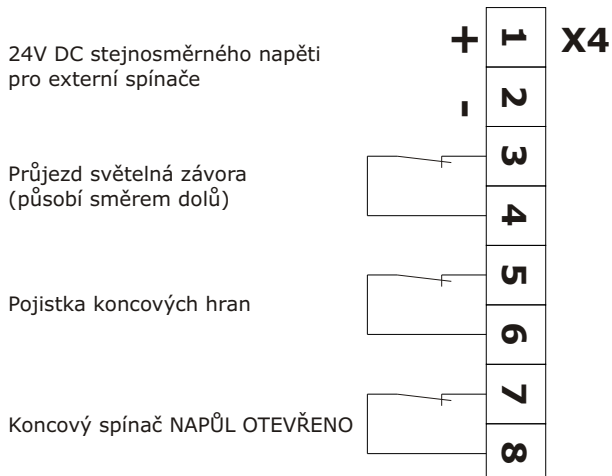 + 1 X4
24V DC stejnosměrného napěti
pro externí spínače
- 2
3
Průjezd světelná závora
(působí směrem dolů)
4
5
Pojistka koncových hran
6
7
Koncový spínač NAPŮL OTEVŘENO
8